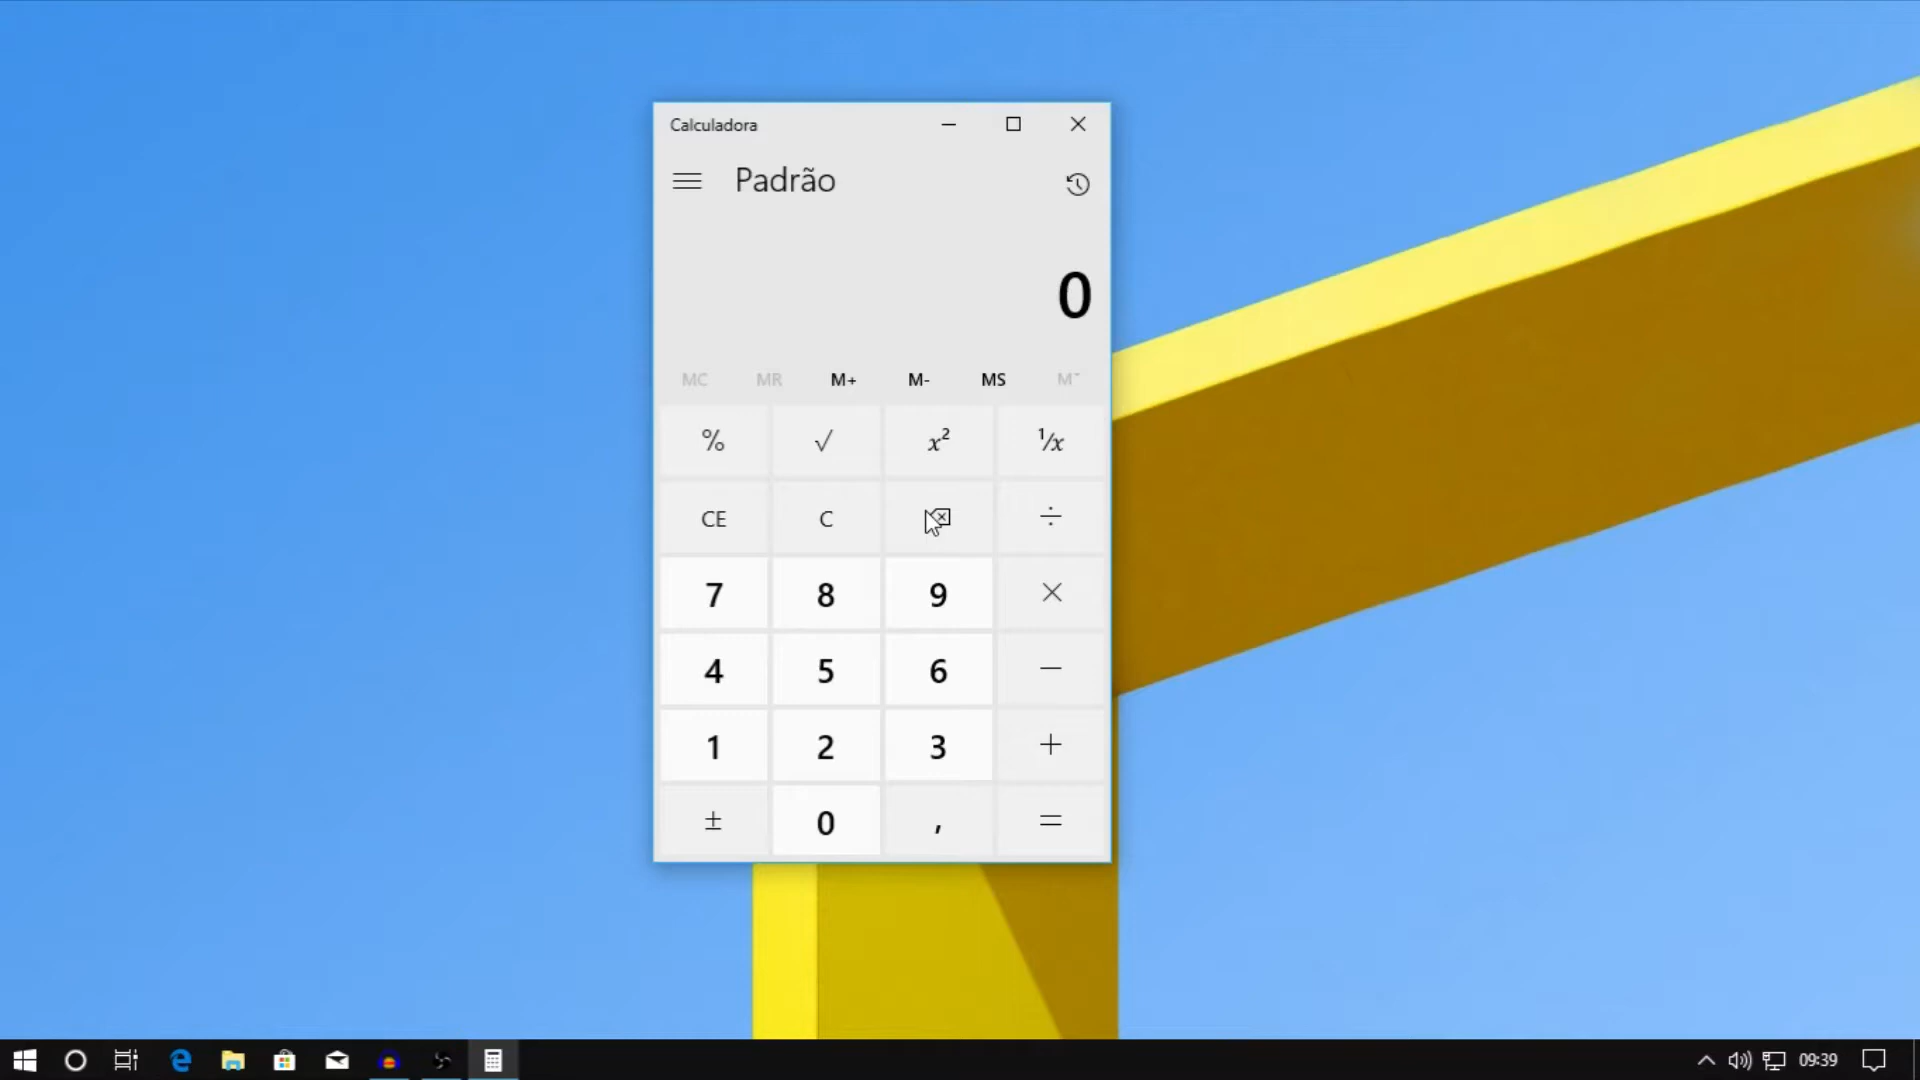 Calculadora
Padrão
0
MC MR M+ M- MS M˅
% √ x² ¹/x
CE C ÷
7 8 9 ×
4 5 6 −
1 2 3 +
± 0 , =
09:39